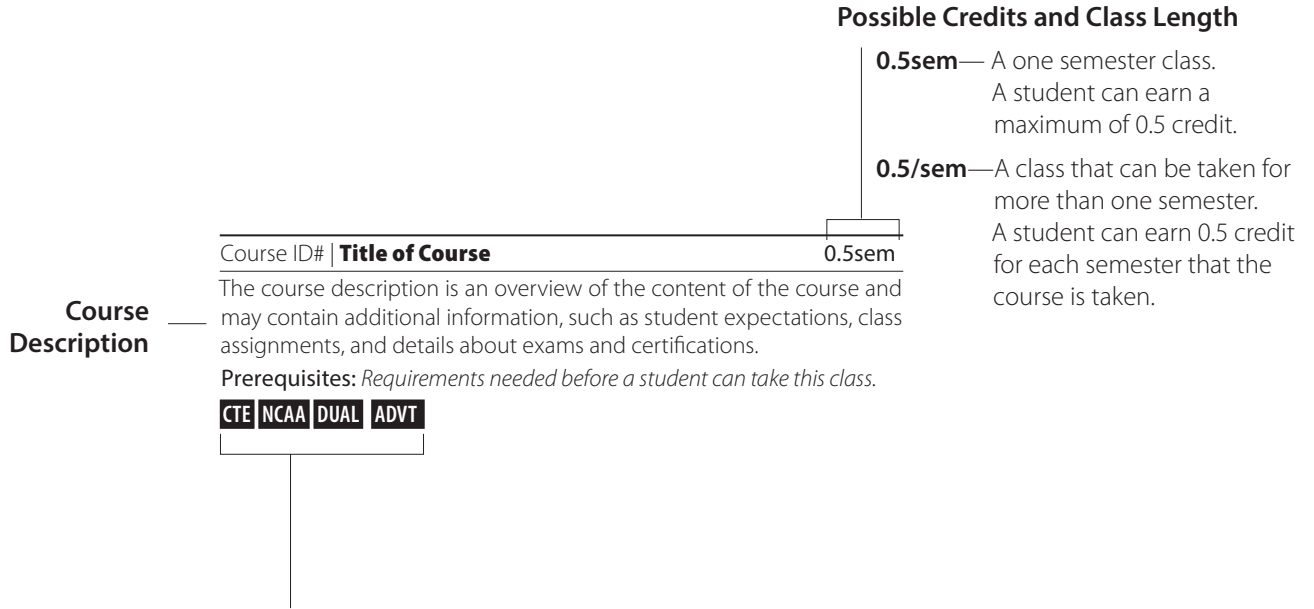 Possible Credits and Class Length
0.5sem— A one semester class.
A student can earn a
maximum of 0.5 credit.
0.5/sem—A class that can be taken for
more than one semester.
A student can earn 0.5 credit
for each semester that the
course is taken.
Course ID# | Title of Course 0.5sem
Course
Description
The course description is an overview of the content of the course and
may contain additional information, such as student expectations, class
assignments, and details about exams and certifications.
Prerequisites: Requirements needed before a student can take this class.
CTE NCAA DUAL ADVT